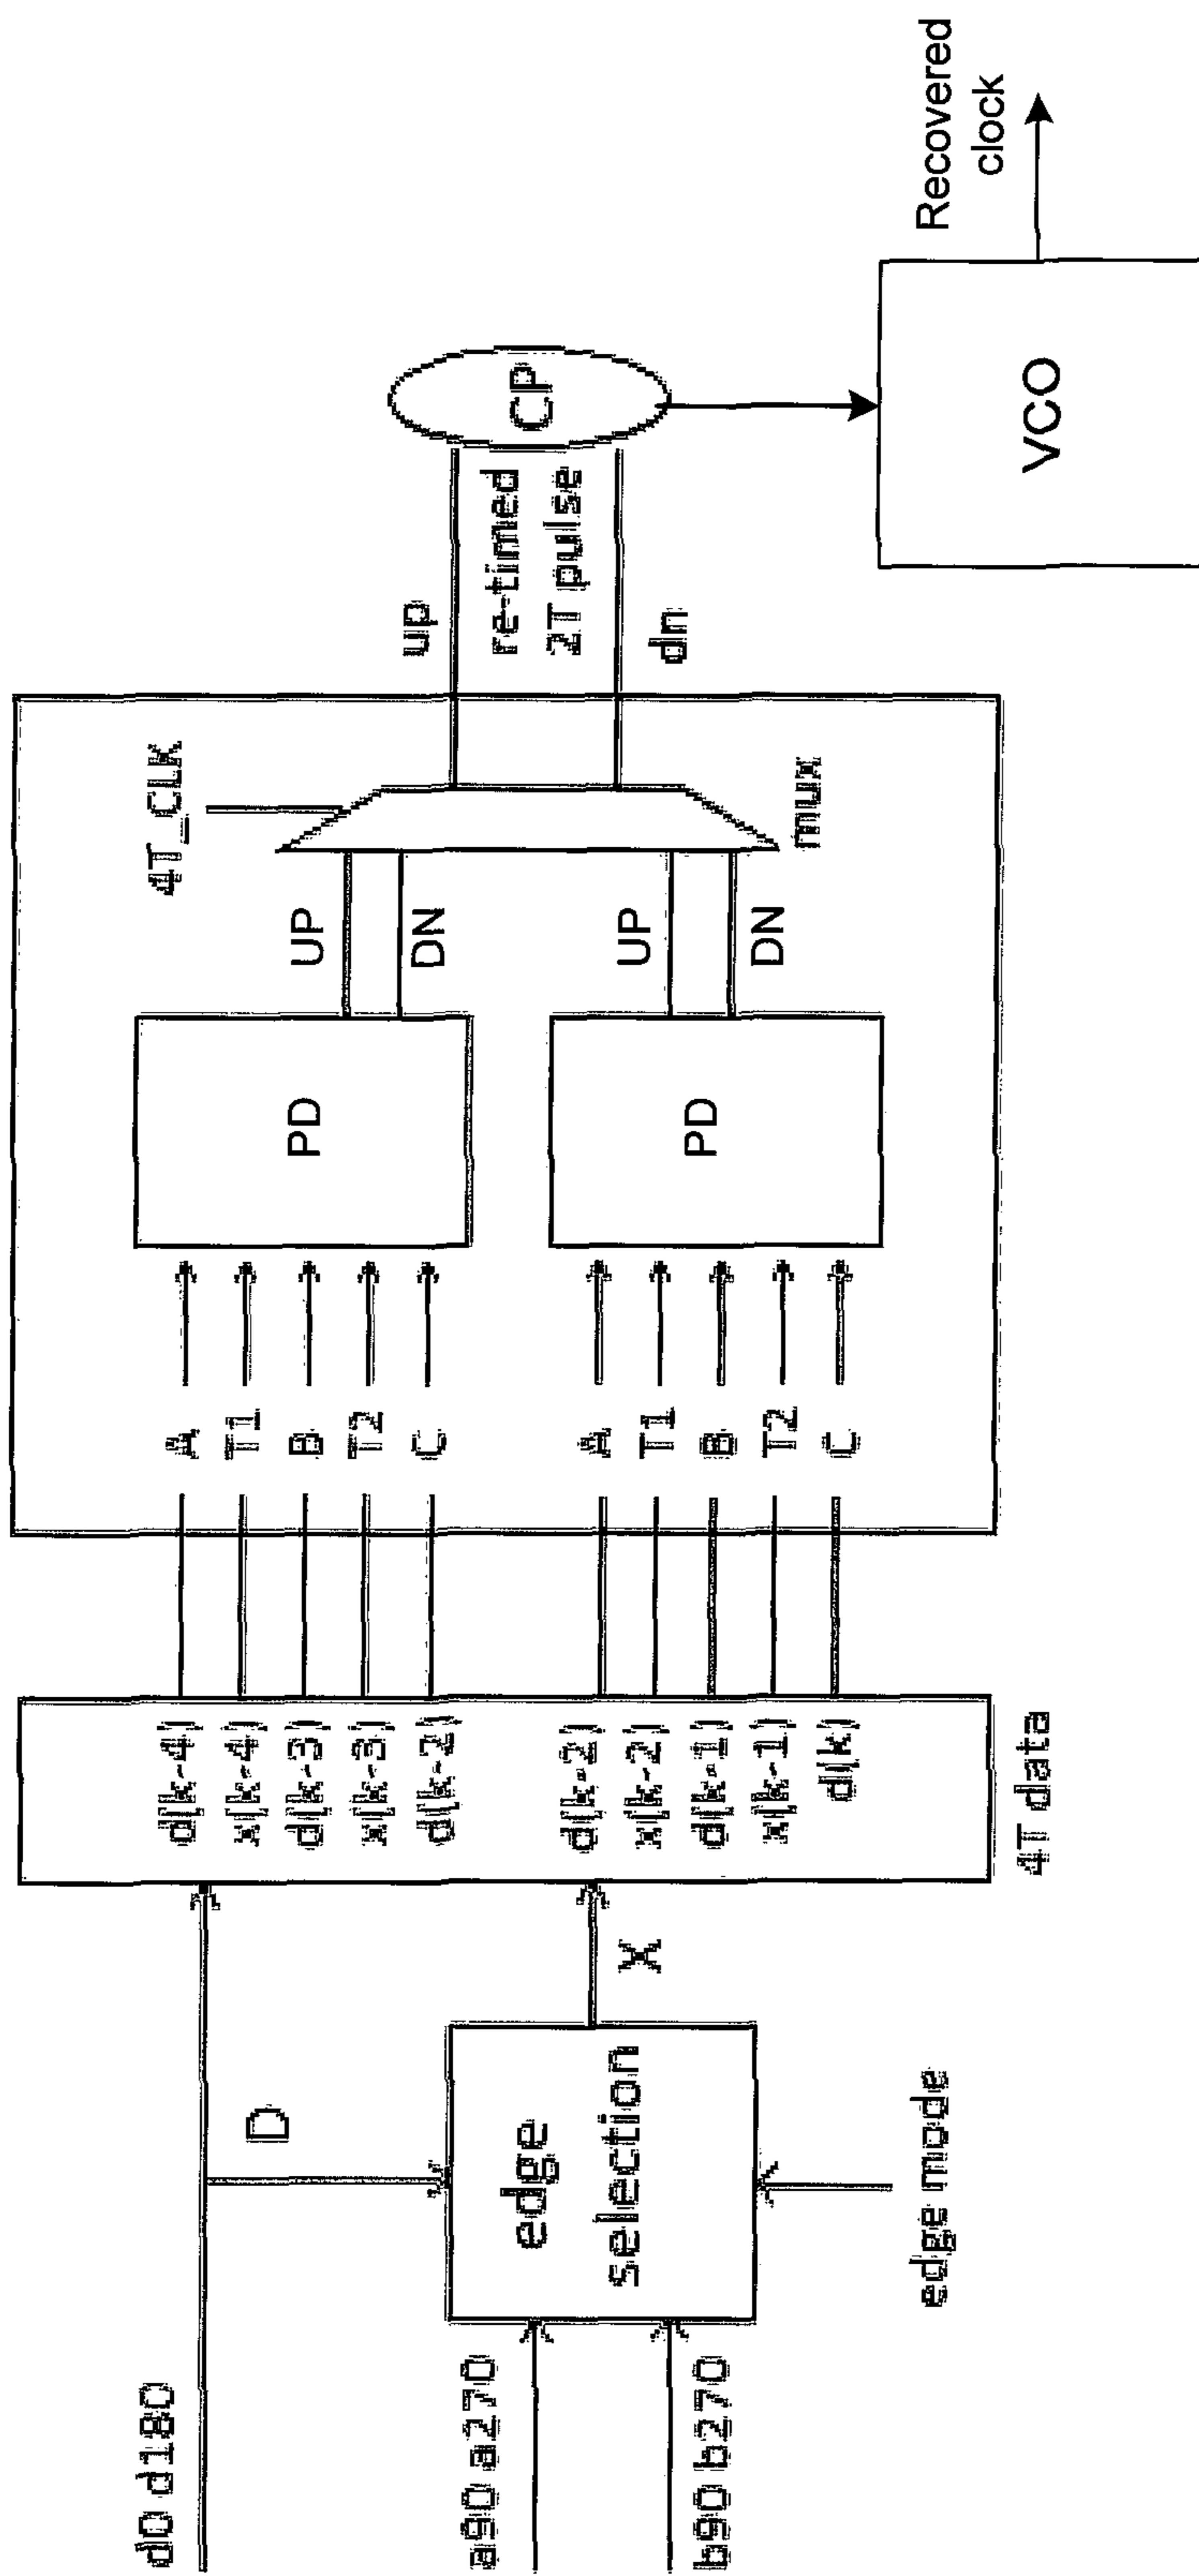 d0 d180
a90 a270
b90 b270
D
edge
selection
edge mode
X
d(k-4)
x(k-4)
d(k-3)
x(k-3)
d(k-2)
d(k-2)
x(k-2)
d(k-1)
x(k-1)
d(k)
4T data
A
T1
B
T2
C
A
T1
B
T2
C
PD
PD
UP
DN
UP
DN
4T_CLK
mux
up
re-timed
2T pulse
dn
CP
VCO
Recovered
clock